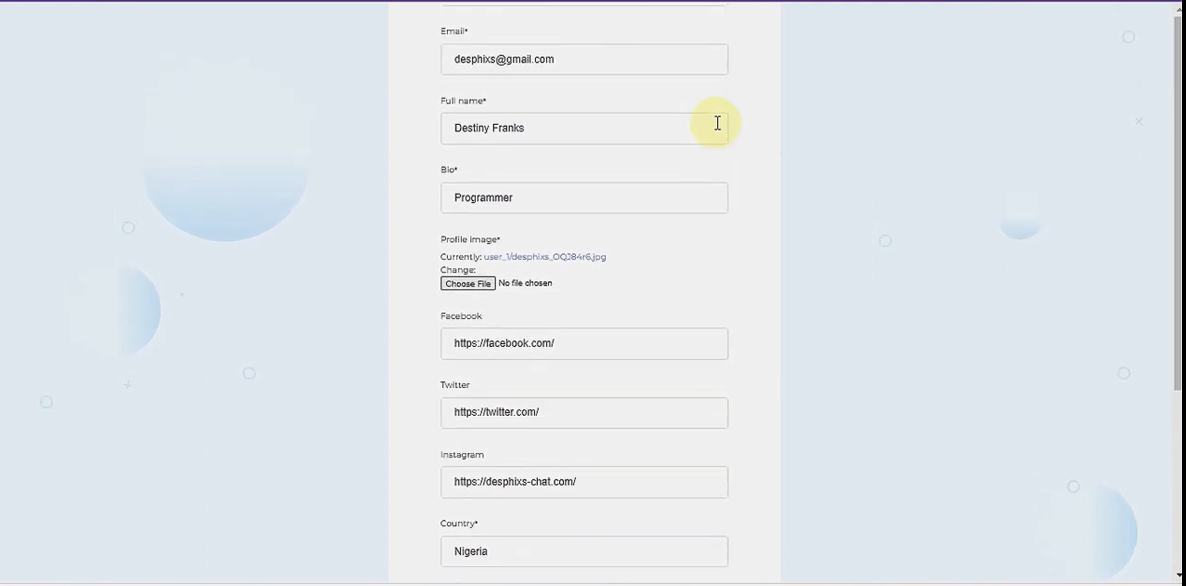 Email*
desphixs@gmail.com
Full name*
Destiny Franks
Bio*
Programmer
Profile image*
Currently: user_1/desphixs_OQJ84r6.jpg
Change:
Choose File No file chosen
Facebook
https://facebook.com/
Twitter
https://twitter.com/
Instagram
https://desphixs-chat.com/
Country*
Nigeria